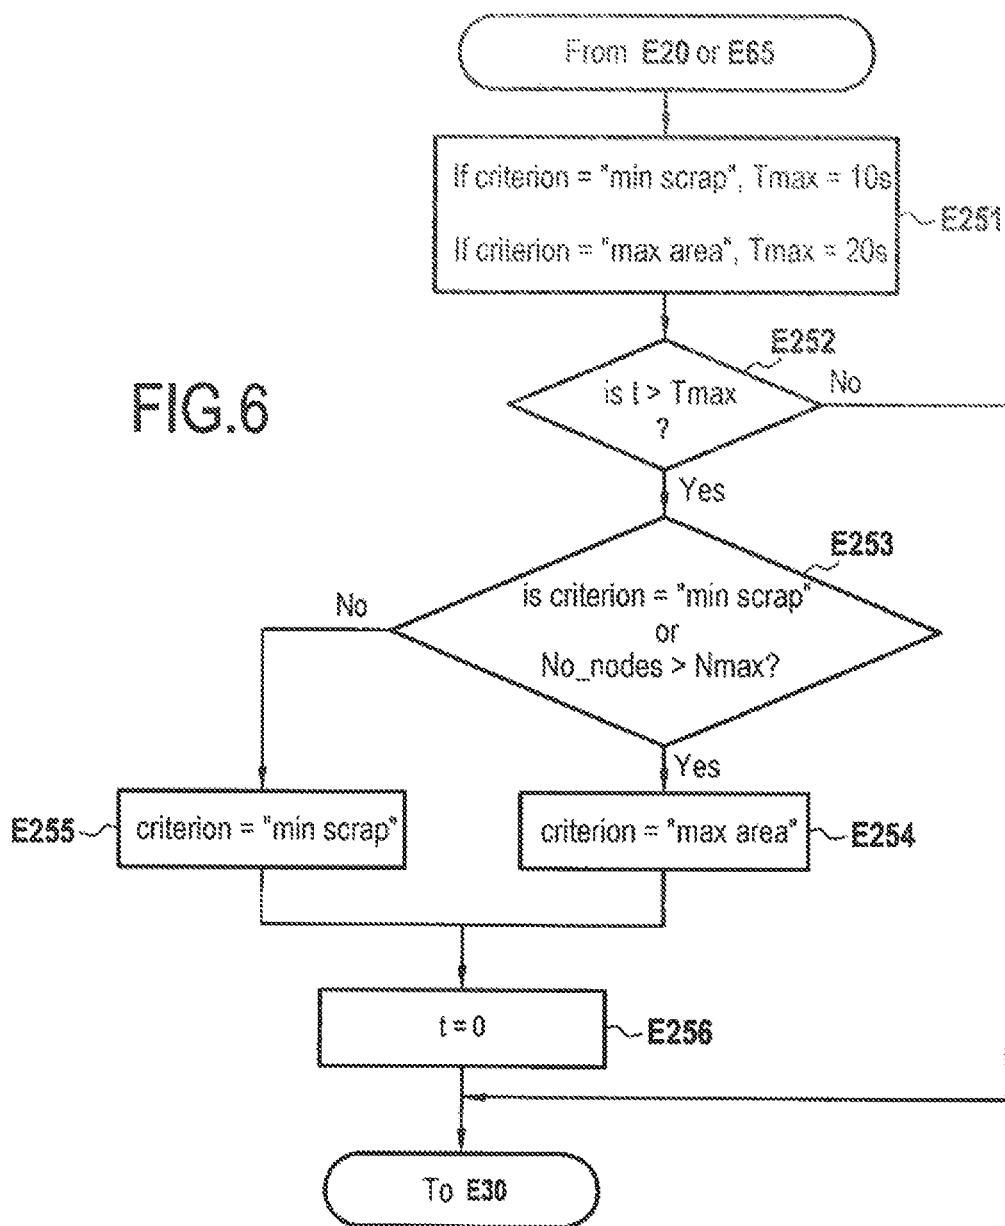 From E20 or E65
If criterion = "min scrap", Tmax = 10s
If criterion = "max area", Tmax = 20s
E251
E252
is t > Tmax
?
No
FIG.6
Yes
E253
is criterion = "min scrap"
or
No_nodes > Nmax?
No
Yes
E255
criterion = "min scrap"
criterion = "max area"
E254
t = 0
E256
To E30